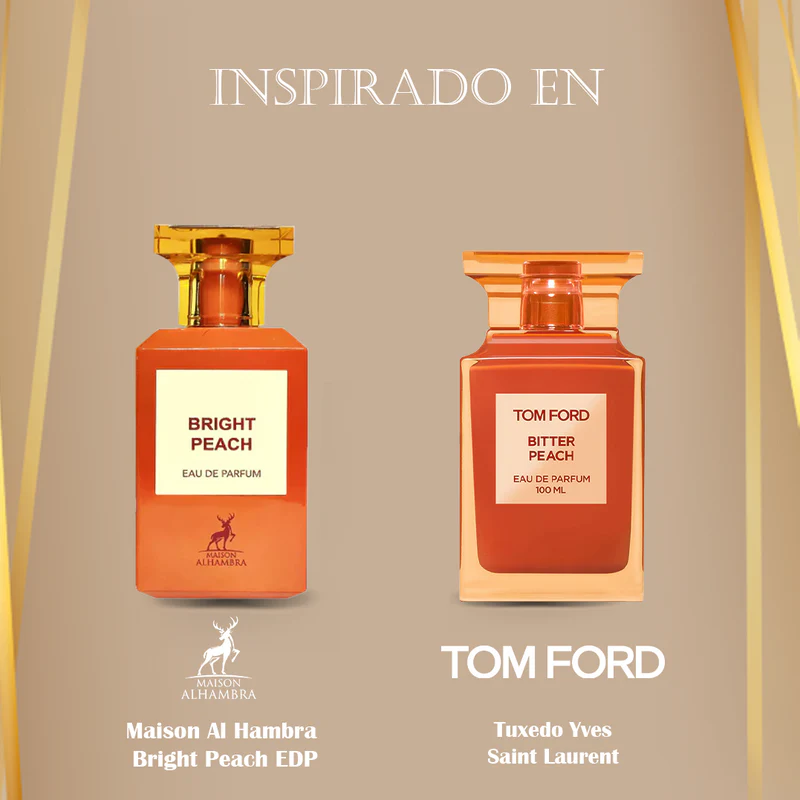 INSPIRADO EN
BRIGHT
PEACH
EAU DE PARFUM
MAISON
ALHAMBRA
TOM FORD
BITTER
PEACH
EAU DE PARFUM
100 ML
MAISON
ALHAMBRA
Maison Al Hambra
Bright Peach EDP
TOM FORD
Tuxedo Yves
Saint Laurent